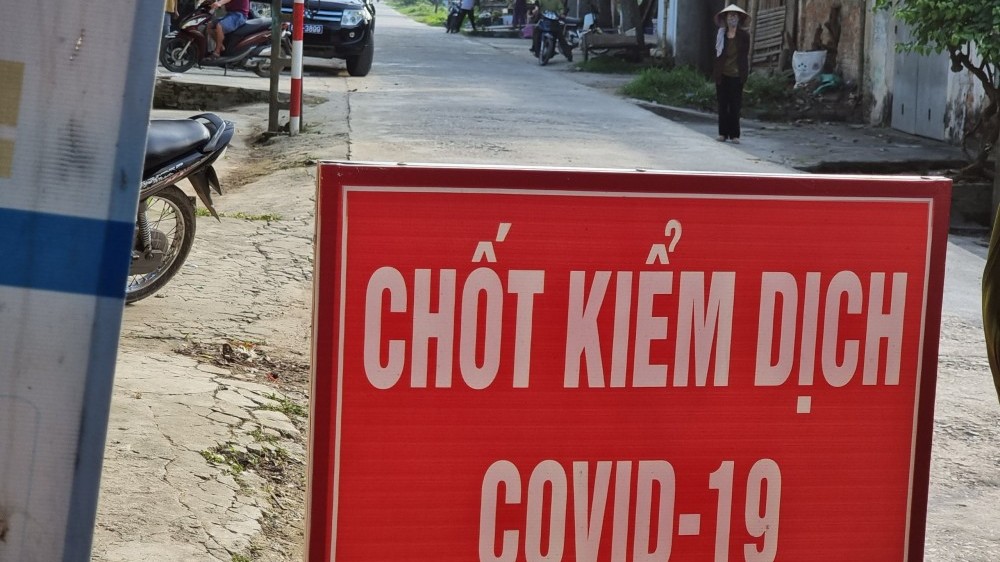 CHỐT KIỂM DỊCH
COVID-19